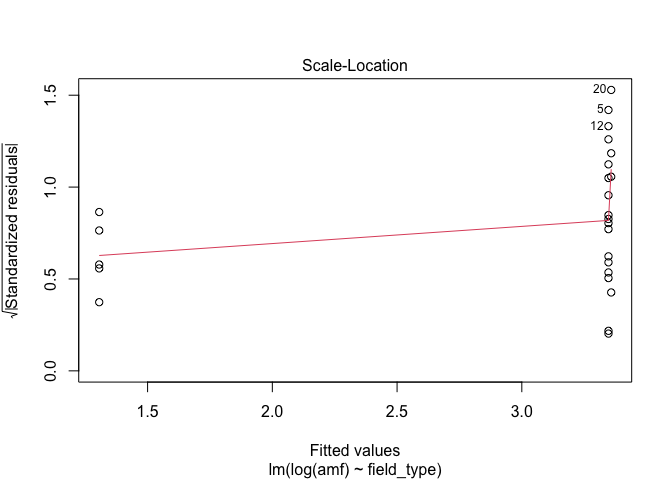 Scale-Location
√|Standardized residuals|
1.5
1.0
0.5
0.0
20
5
12
1.5
2.0
2.5
3.0
Fitted values
lm(log(amf) ~ field_type)